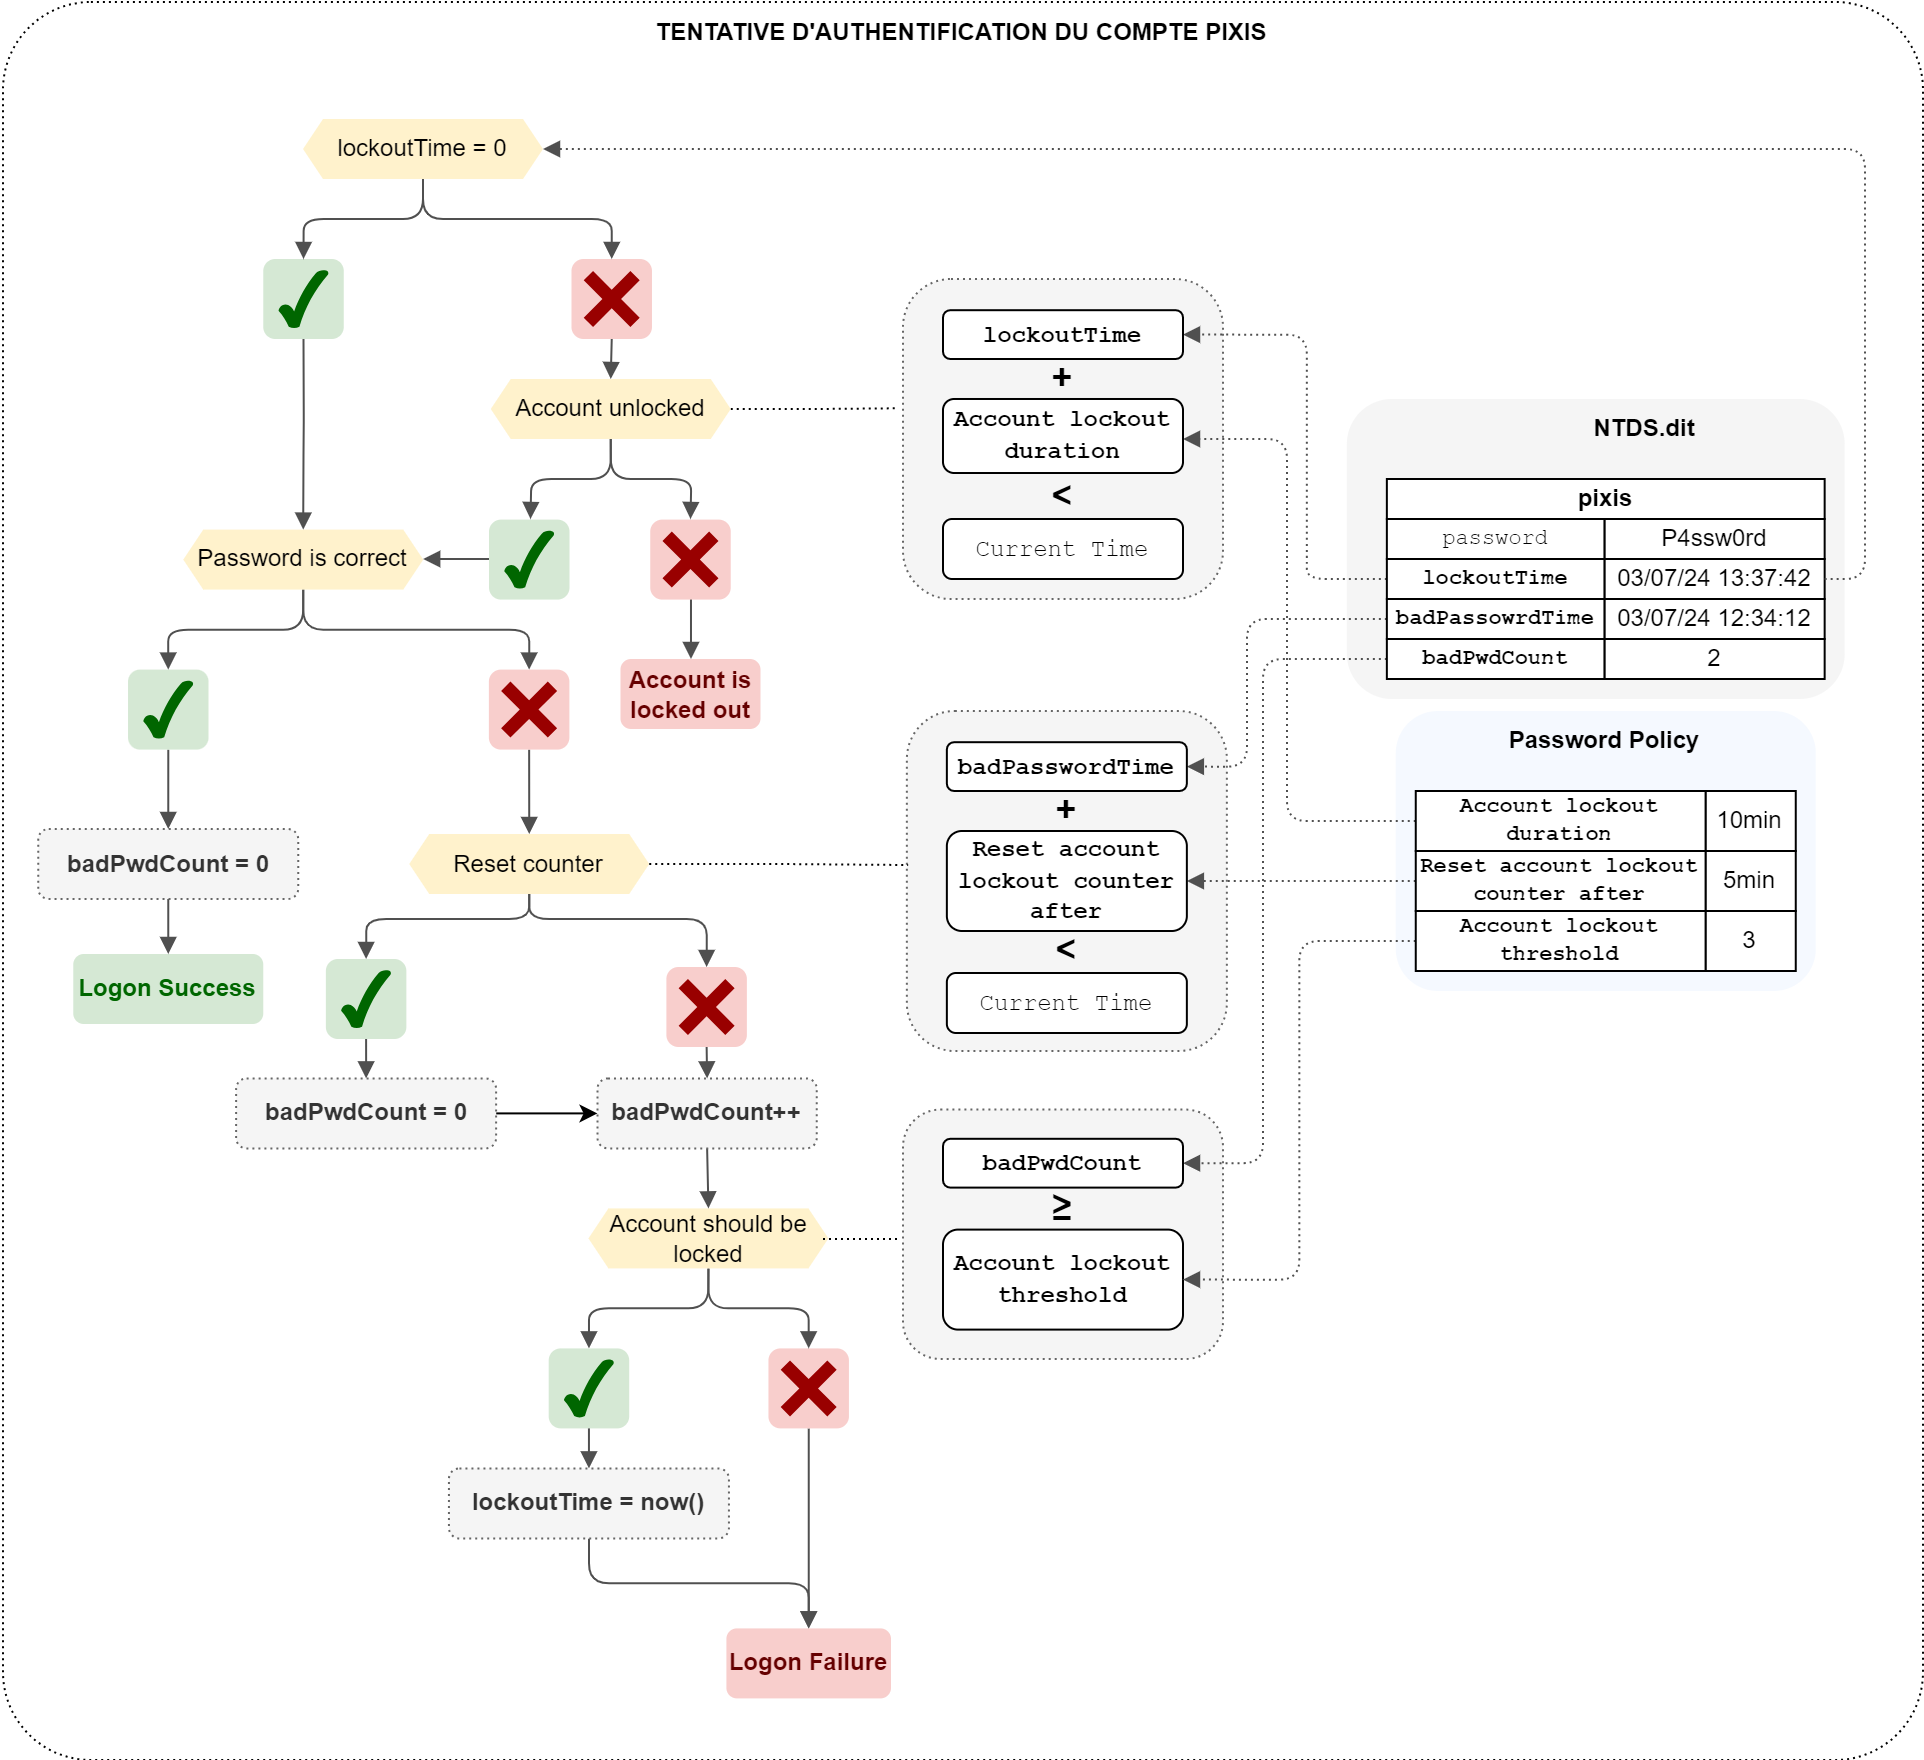 TENTATIVE D'AUTHENTIFICATION DU COMPTE PIXIS
lockoutTime = 0
Account unlocked
Password is correct
Account is
locked out
badPwdCount = 0
Logon Success
Reset counter
badPwdCount = 0
badPwdCount++
Account should be
locked
lockoutTime = now()
Logon Failure
lockoutTime
+
Account lockout
duration
<
Current Time
badPasswordTime
+
Reset account
lockout counter
after
<
Current Time
badPwdCount
≥
Account lockout
threshold
NTDS.dit
pixis
password P4ssw0rd
lockoutTime 03/07/24 13:37:42
badPassowrdTime 03/07/24 12:34:12
badPwdCount 2
Password Policy
Account lockout
duration 10min
Reset account lockout
counter after 5min
Account lockout
threshold 3